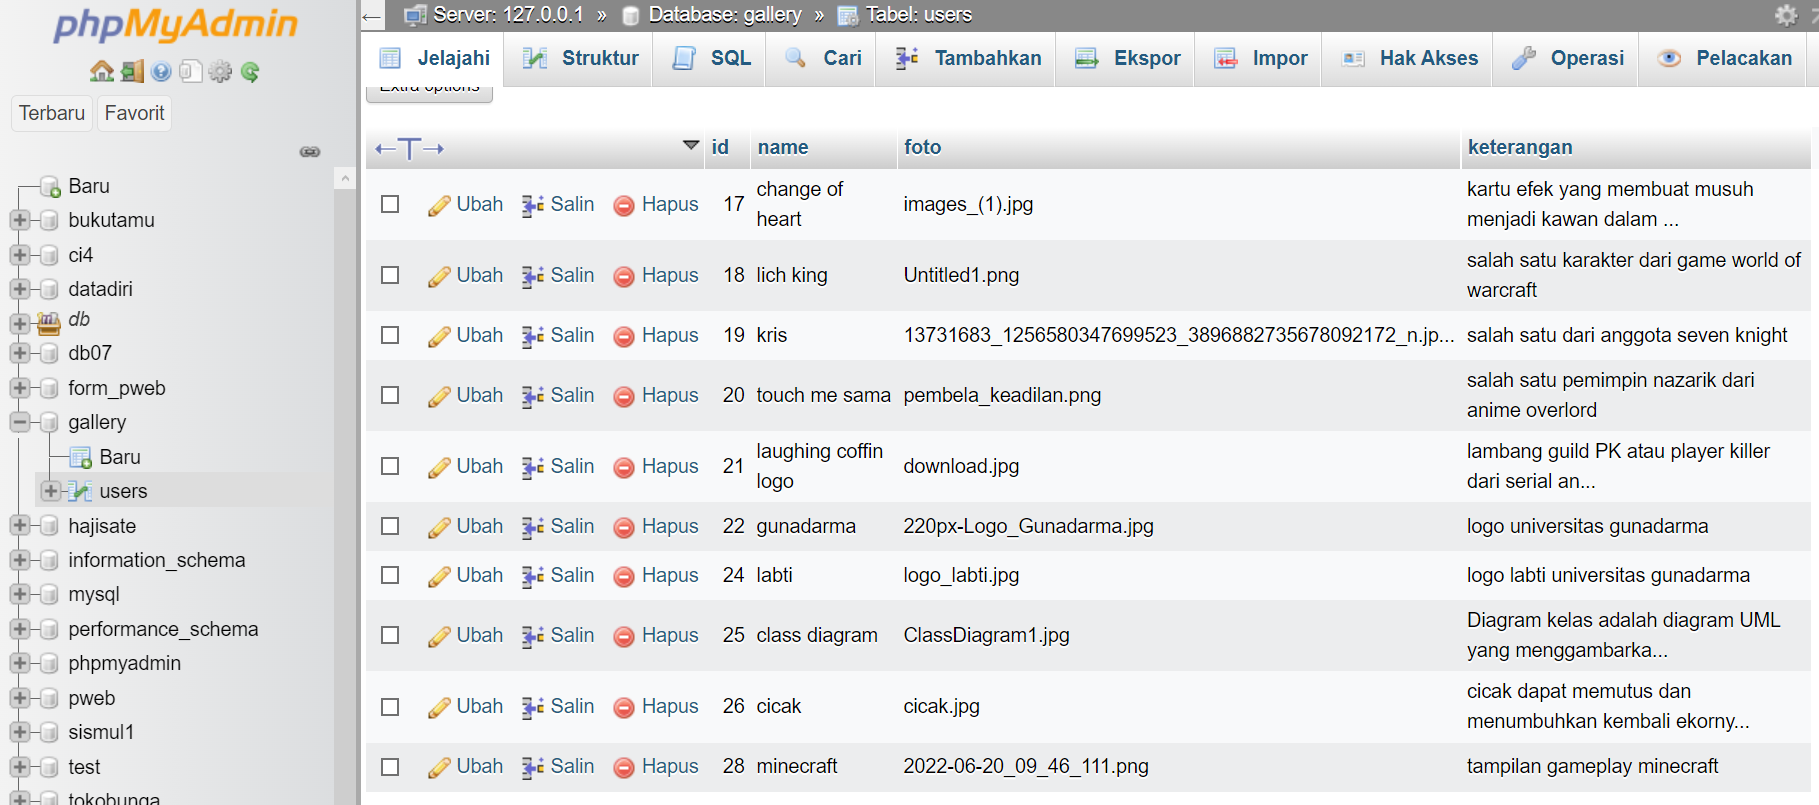 phpMyAdmin
Terbaru Favorit
Baru
bukutamu
ci4
datadiri
db
db07
form_pweb
gallery
Baru
users
hajisate
information_schema
mysql
performance_schema
phpmyadmin
pweb
sismul1
test
tokobunga
Server: 127.0.0.1 » Database: gallery » Tabel: users
Jelajahi Struktur SQL Cari Tambahkan Ekspor Impor Hak Akses Operasi Pelacakan
Extra options
←T→ id name foto keterangan
Ubah Salin Hapus 17 change of heart images_(1).jpg kartu efek yang membuat musuh
menjadi kawan dalam ...
Ubah Salin Hapus 18 lich king Untitled1.png salah satu karakter dari game world of
warcraft
Ubah Salin Hapus 19 kris 13731683_1256580347699523_3896882735678092172_n.jp... salah satu dari anggota seven knight
Ubah Salin Hapus 20 touch me sama pembela_keadilan.png salah satu pemimpin nazarik dari
anime overlord
Ubah Salin Hapus 21 laughing coffin logo download.jpg lambang guild PK atau player killer
dari serial an...
Ubah Salin Hapus 22 gunadarma 220px-Logo_Gunadarma.jpg logo universitas gunadarma
Ubah Salin Hapus 24 labti logo_labti.jpg logo labti universitas gunadarma
Ubah Salin Hapus 25 class diagram ClassDiagram1.jpg Diagram kelas adalah diagram UML
yang menggambarka...
Ubah Salin Hapus 26 cicak cicak.jpg cicak dapat memutus dan
menumbuhkan kembali ekorny...
Ubah Salin Hapus 28 minecraft 2022-06-20_09_46_111.png tampilan gameplay minecraft